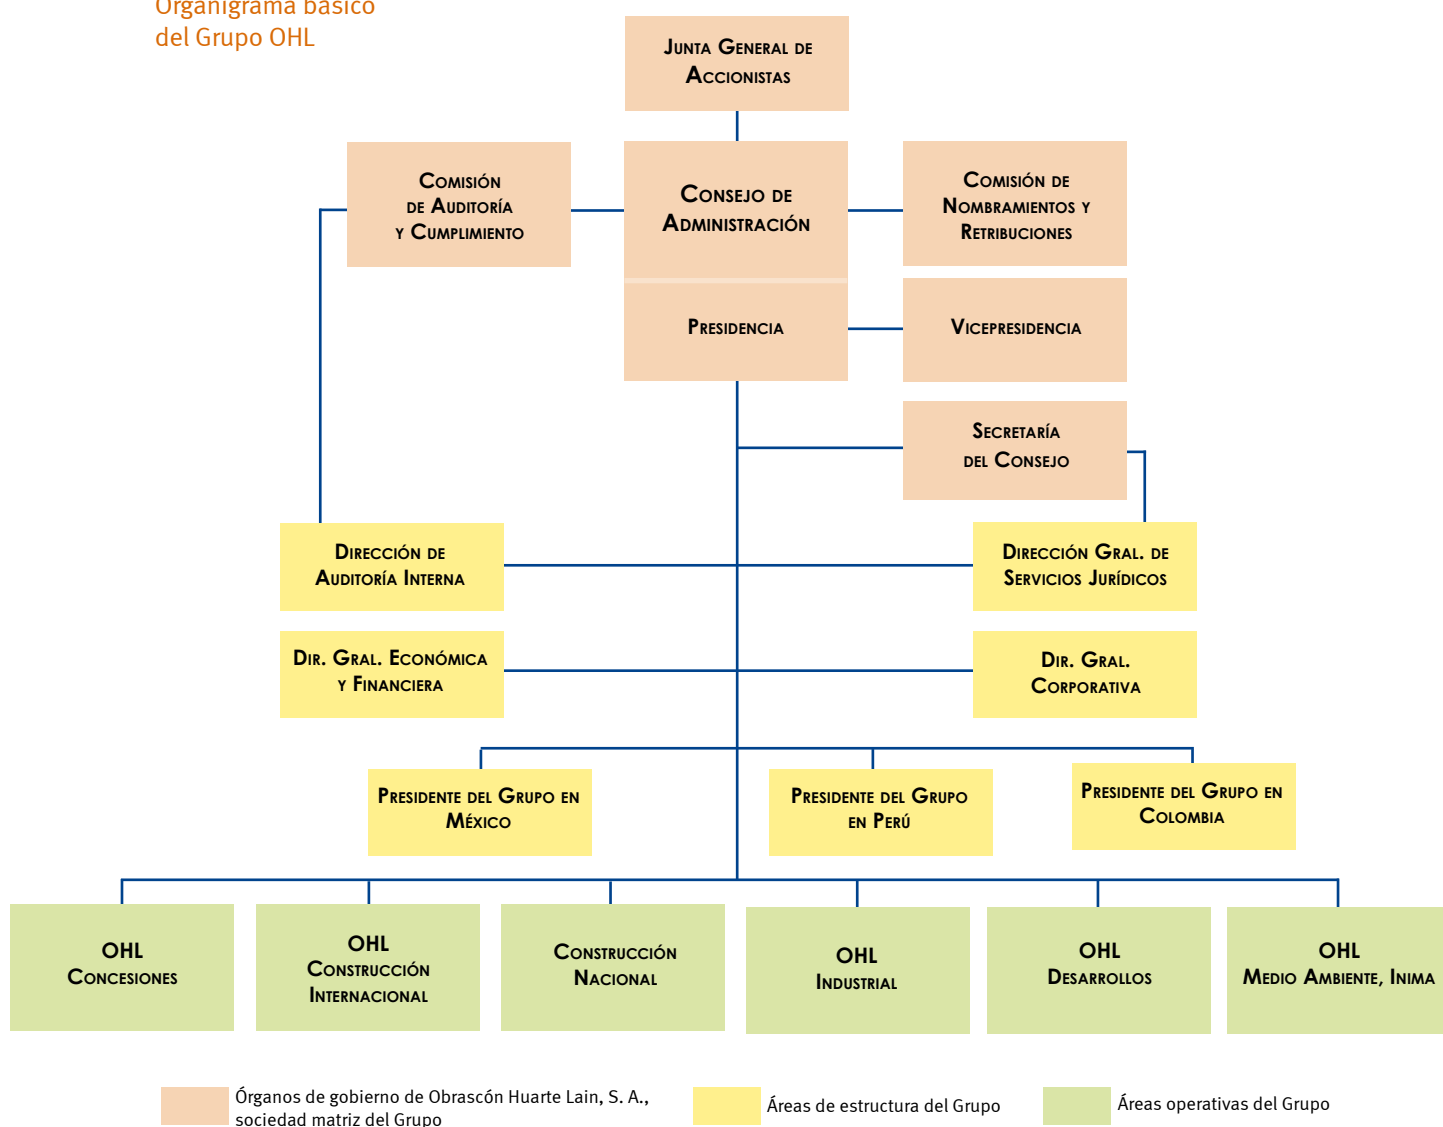 Organigrama básico
del Grupo OHL
Junta General de
Accionistas
Comisión
de Auditoría
y Cumplimiento
Consejo de
Administración
Comisión de
Nombramientos y
Retribuciones
Presidencia
Vicepresidencia
Secretaría
del Consejo
Dirección de
Auditoría Interna
Dirección Gral. de
Servicios Jurídicos
Dir. Gral. Económica
y Financiera
Dir. Gral.
Corporativa
Presidente del Grupo en
México
Presidente del Grupo
en Perú
Presidente del Grupo en
Colombia
OHL
Concesiones
OHL
Construcción
Internacional
Construcción
Nacional
OHL
Industrial
OHL
Desarrollos
OHL
Medio Ambiente, Inima
Órganos de gobierno de Obrascón Huarte Lain, S. A.,
sociedad matriz del Grupo
Áreas de estructura del Grupo
Áreas operativas del Grupo